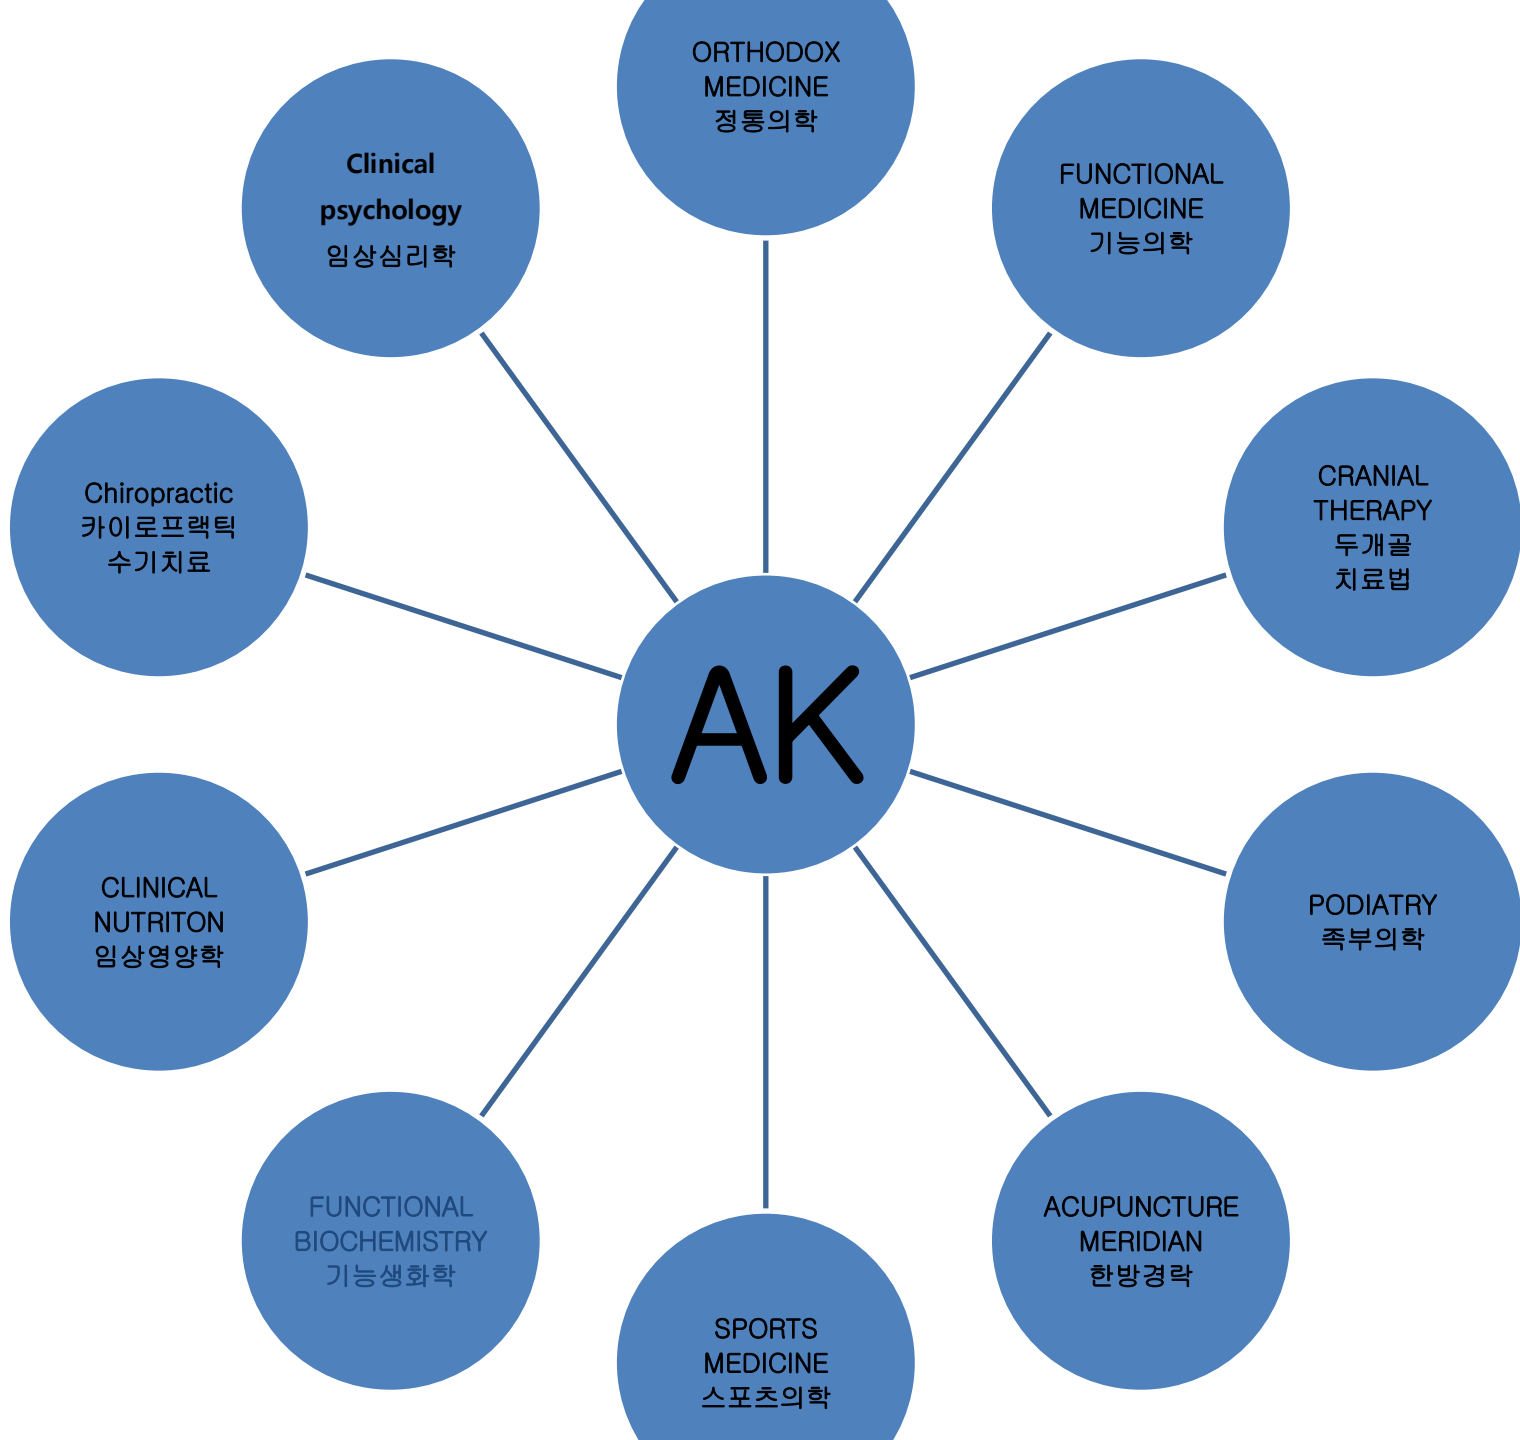 ORTHODOX
MEDICINE
정통의학
FUNCTIONAL
MEDICINE
기능의학
CRANIAL
THERAPY
두개골
치료법
PODIATRY
족부의학
ACUPUNCTURE
MERIDIAN
한방경락
SPORTS
MEDICINE
스포츠의학
FUNCTIONAL
BIOCHEMISTRY
기능생화학
CLINICAL
NUTRITON
임상영양학
Chiropractic
카이로프랙틱
수기치료
Clinical
psychology
임상심리학
AK